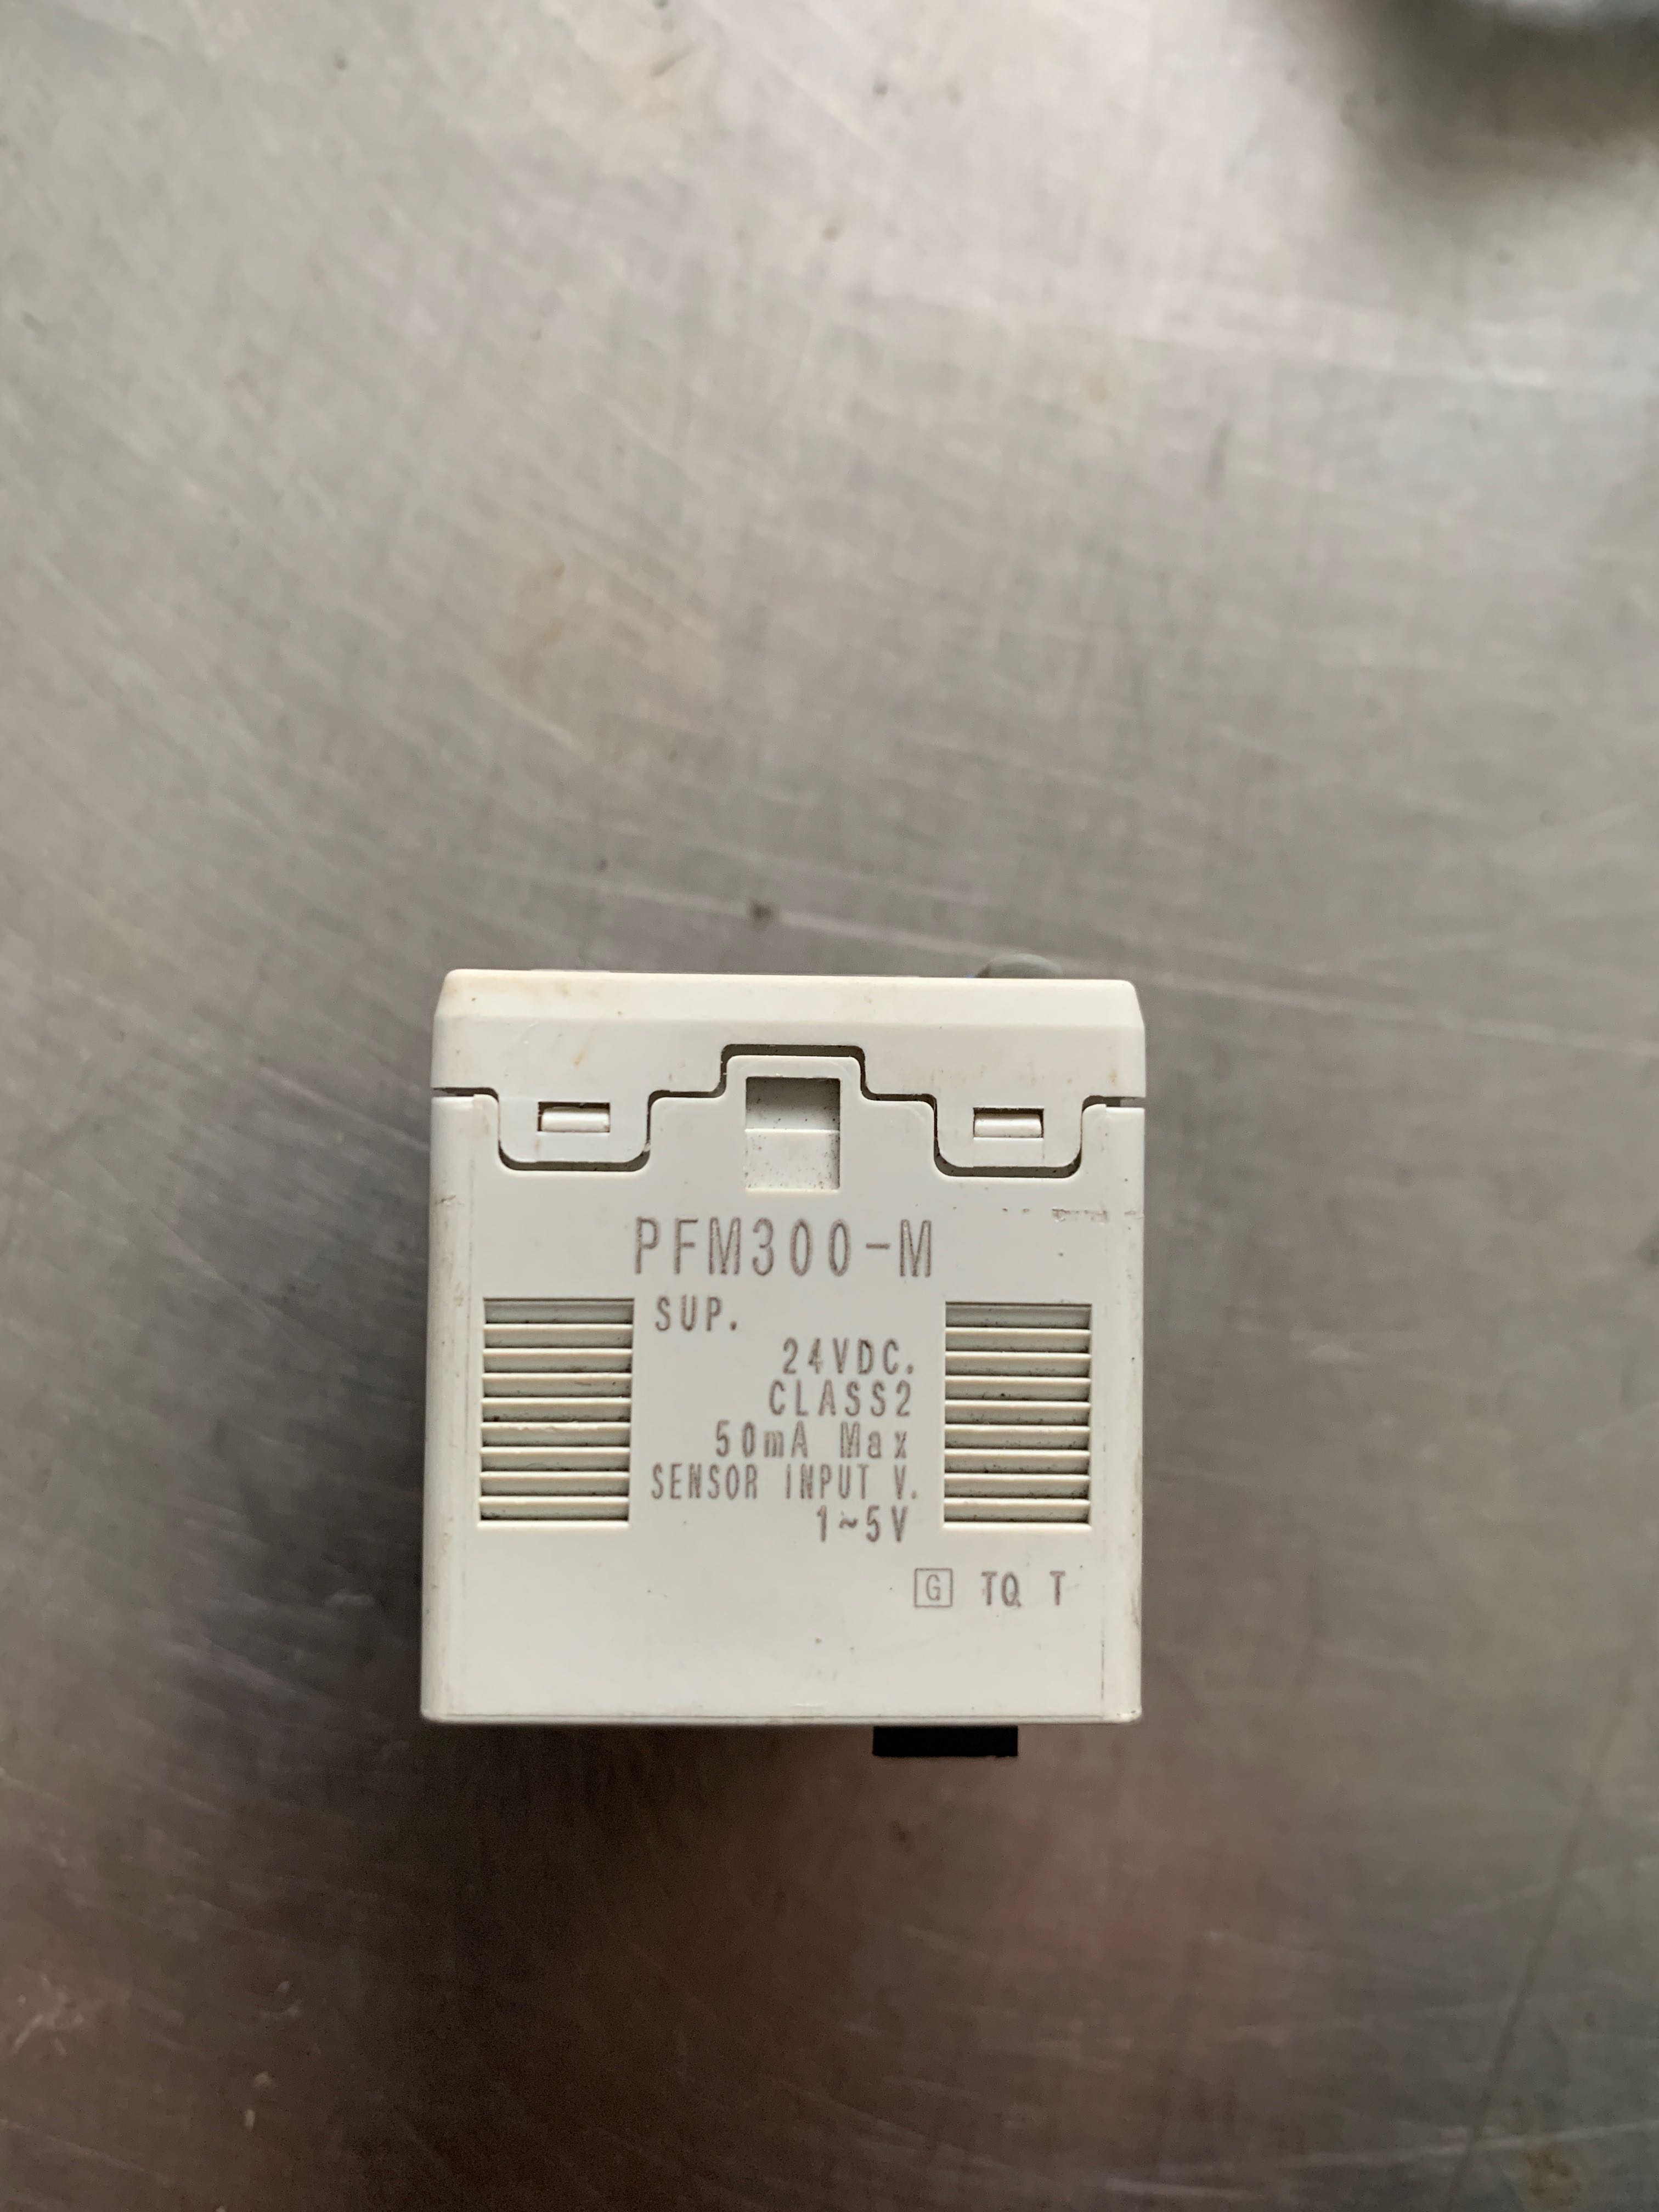 PFM300-M
SUP.
24VDC.
CLASS2
50mA Max
SENSOR INPUT V.
1~5V
G TQ T